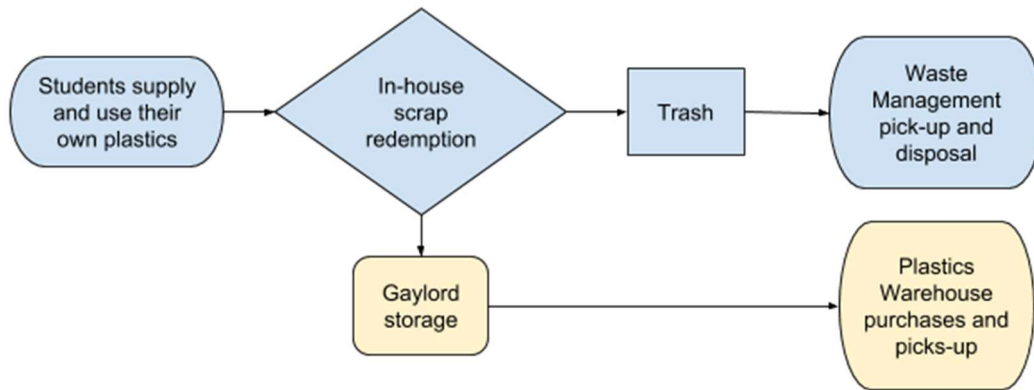 Students supply
and use their
own plastics
In-house
scrap
redemption
Trash
Waste
Management
pick-up and
disposal
Gaylord
storage
Plastics
Warehouse
purchases and
picks-up